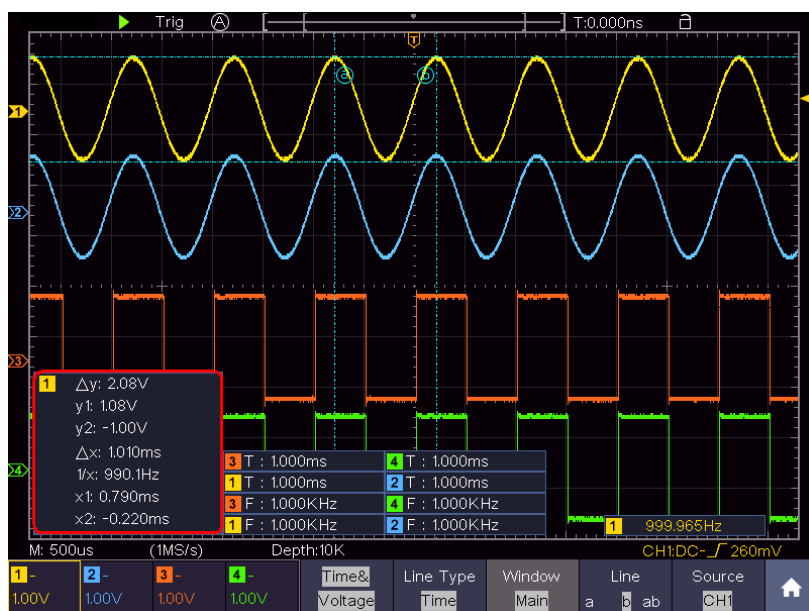 Trig A T:0.000ns
T
a b
1
2
3
4
1 △y: 2.08V
y1: 1.08V
y2: -1.00V
△x: 1.010ms
1/x: 990.1Hz
x1: 0.790ms
x2: -0.220ms
3 T : 1.000ms 4 T : 1.000ms
1 T : 1.000ms 2 T : 1.000ms
3 F : 1.000KHz 4 F : 1.000KHz
1 F : 1.000KHz 2 F : 1.000KHz
1 999.965Hz
M: 500us (1MS/s) Depth:10K CH1:DC- 260mV
1 - 2 - 3 - 4 - Time& Line Type Window Line Source
1.00V 1.00V 1.00V 1.00V Voltage Time Main a b ab CH1